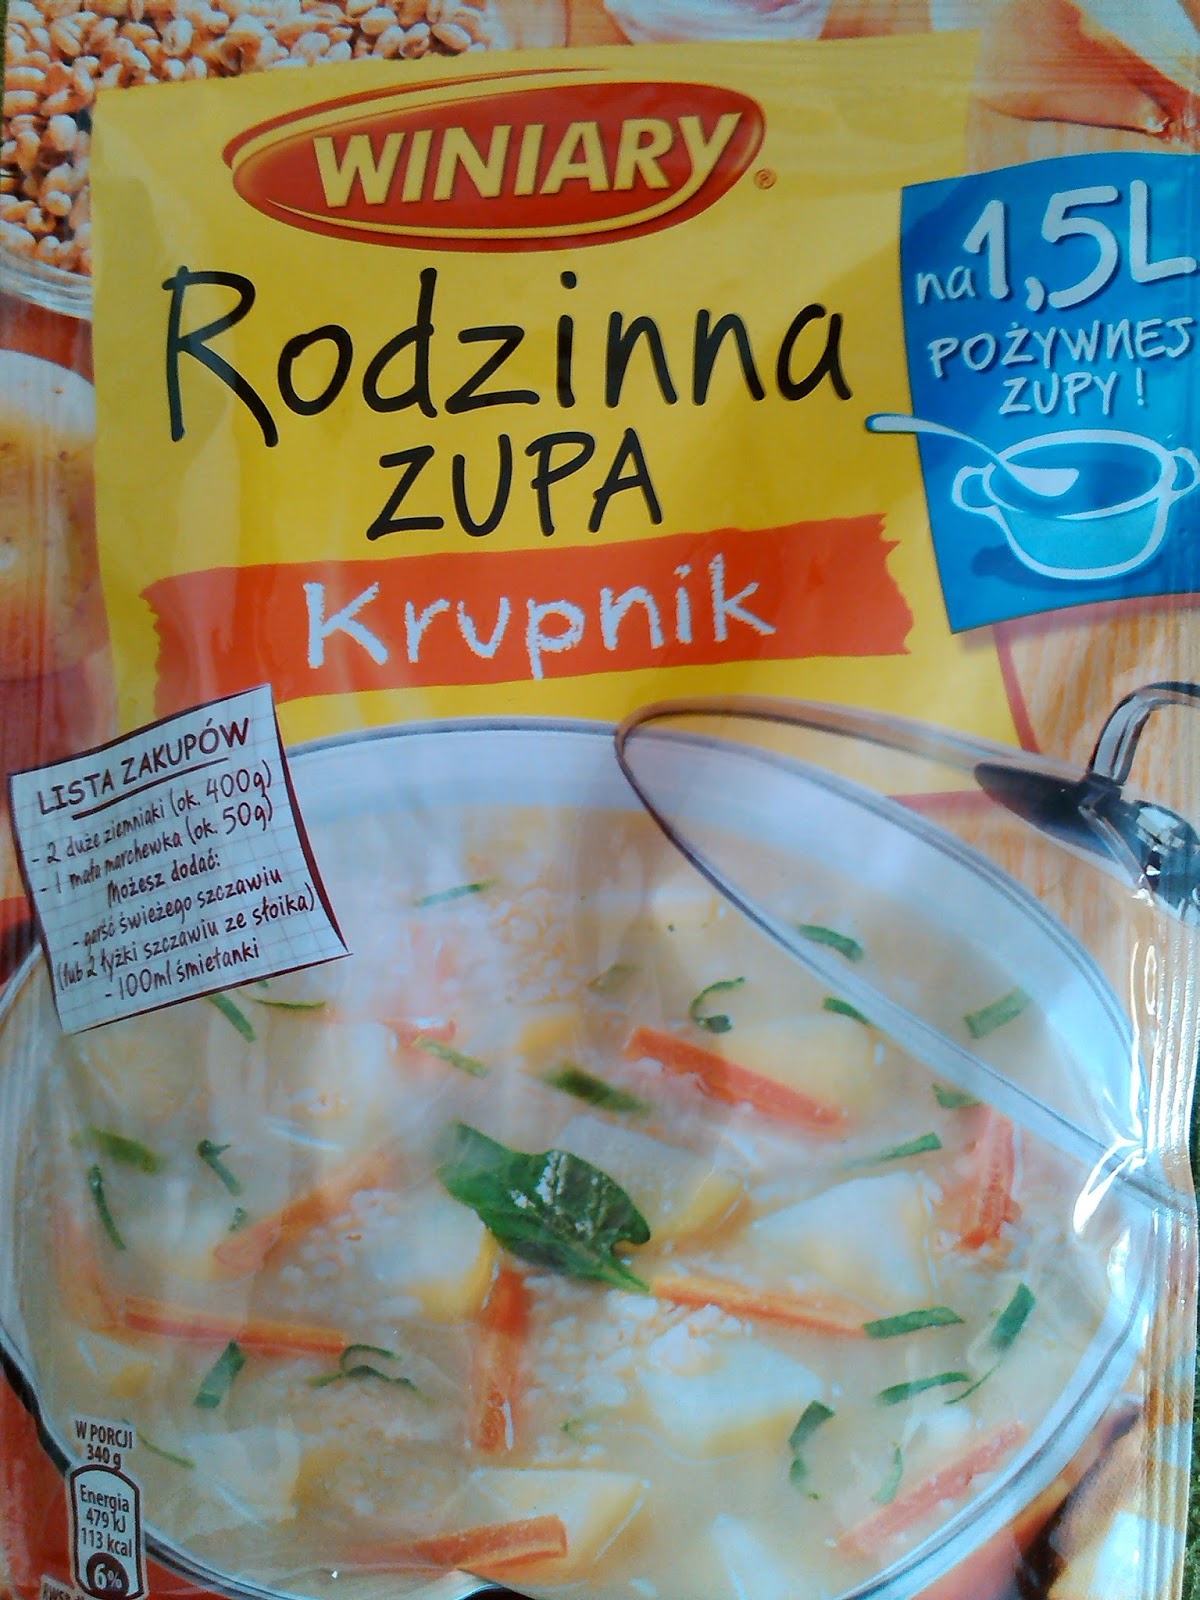 WINIARY®
Rodzinna
ZUPA
Krupnik
na 1,5L
POŻYWNEJ
ZUPY!
LISTA ZAKUPÓW
- 2 duże ziemniaki (ok. 400g)
- 1 mała marchewka (ok. 50g)
Możesz dodać:
- garść świeżego szczawiu
(lub 2 łyżki szczawiu ze słoika)
- 100ml śmietanki
W PORCJI
340 g
Energia
479 kJ
113 kcal
6%